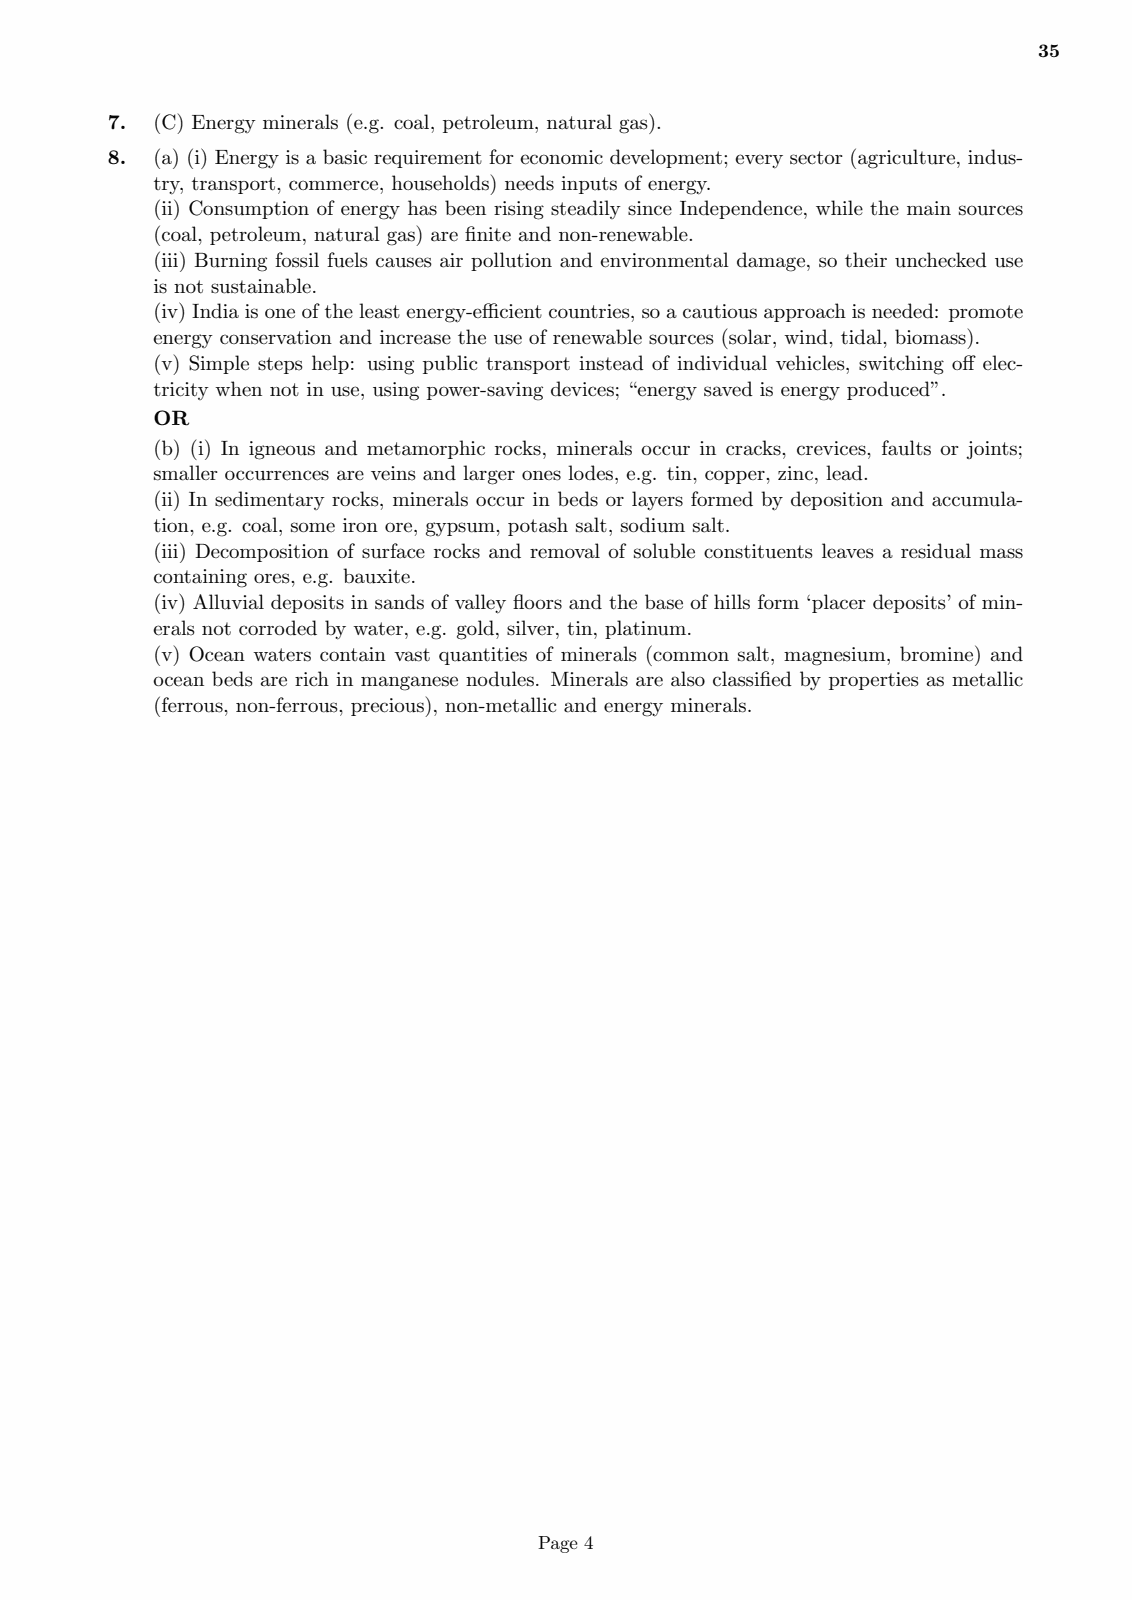 35
7. (C) Energy minerals (e.g. coal, petroleum, natural gas).
8. (a) (i) Energy is a basic requirement for economic development; every sector (agriculture, indus-
try, transport, commerce, households) needs inputs of energy.
(ii) Consumption of energy has been rising steadily since Independence, while the main sources
(coal, petroleum, natural gas) are finite and non-renewable.
(iii) Burning fossil fuels causes air pollution and environmental damage, so their unchecked use
is not sustainable.
(iv) India is one of the least energy-efficient countries, so a cautious approach is needed: promote
energy conservation and increase the use of renewable sources (solar, wind, tidal, biomass).
(v) Simple steps help: using public transport instead of individual vehicles, switching off elec-
tricity when not in use, using power-saving devices; “energy saved is energy produced”.
OR
(b) (i) In igneous and metamorphic rocks, minerals occur in cracks, crevices, faults or joints;
smaller occurrences are veins and larger ones lodes, e.g. tin, copper, zinc, lead.
(ii) In sedimentary rocks, minerals occur in beds or layers formed by deposition and accumula-
tion, e.g. coal, some iron ore, gypsum, potash salt, sodium salt.
(iii) Decomposition of surface rocks and removal of soluble constituents leaves a residual mass
containing ores, e.g. bauxite.
(iv) Alluvial deposits in sands of valley floors and the base of hills form ‘placer deposits’ of min-
erals not corroded by water, e.g. gold, silver, tin, platinum.
(v) Ocean waters contain vast quantities of minerals (common salt, magnesium, bromine) and
ocean beds are rich in manganese nodules. Minerals are also classified by properties as metallic
(ferrous, non-ferrous, precious), non-metallic and energy minerals.
Page 4